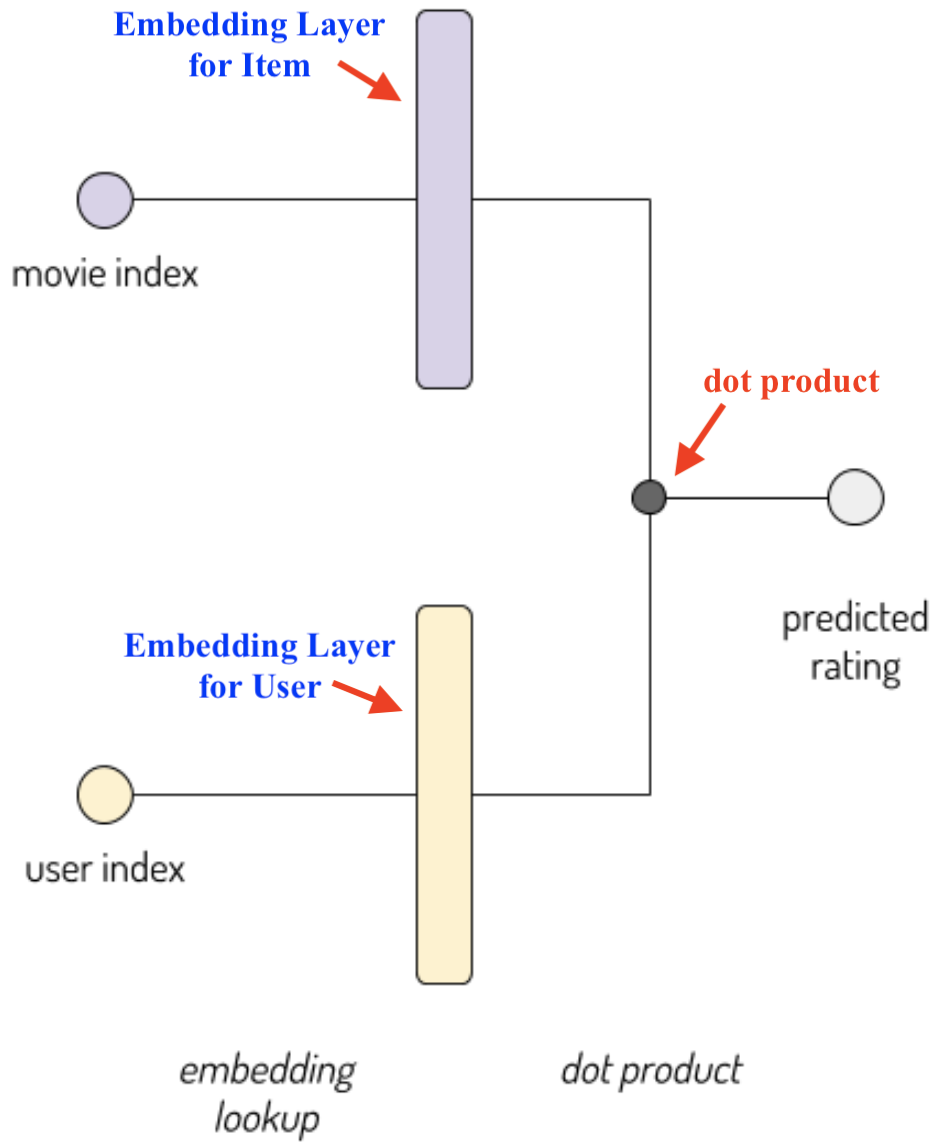 Embedding Layer
for Item
movie index
dot product
predicted
rating
Embedding Layer
for User
user index
embedding
lookup
dot product